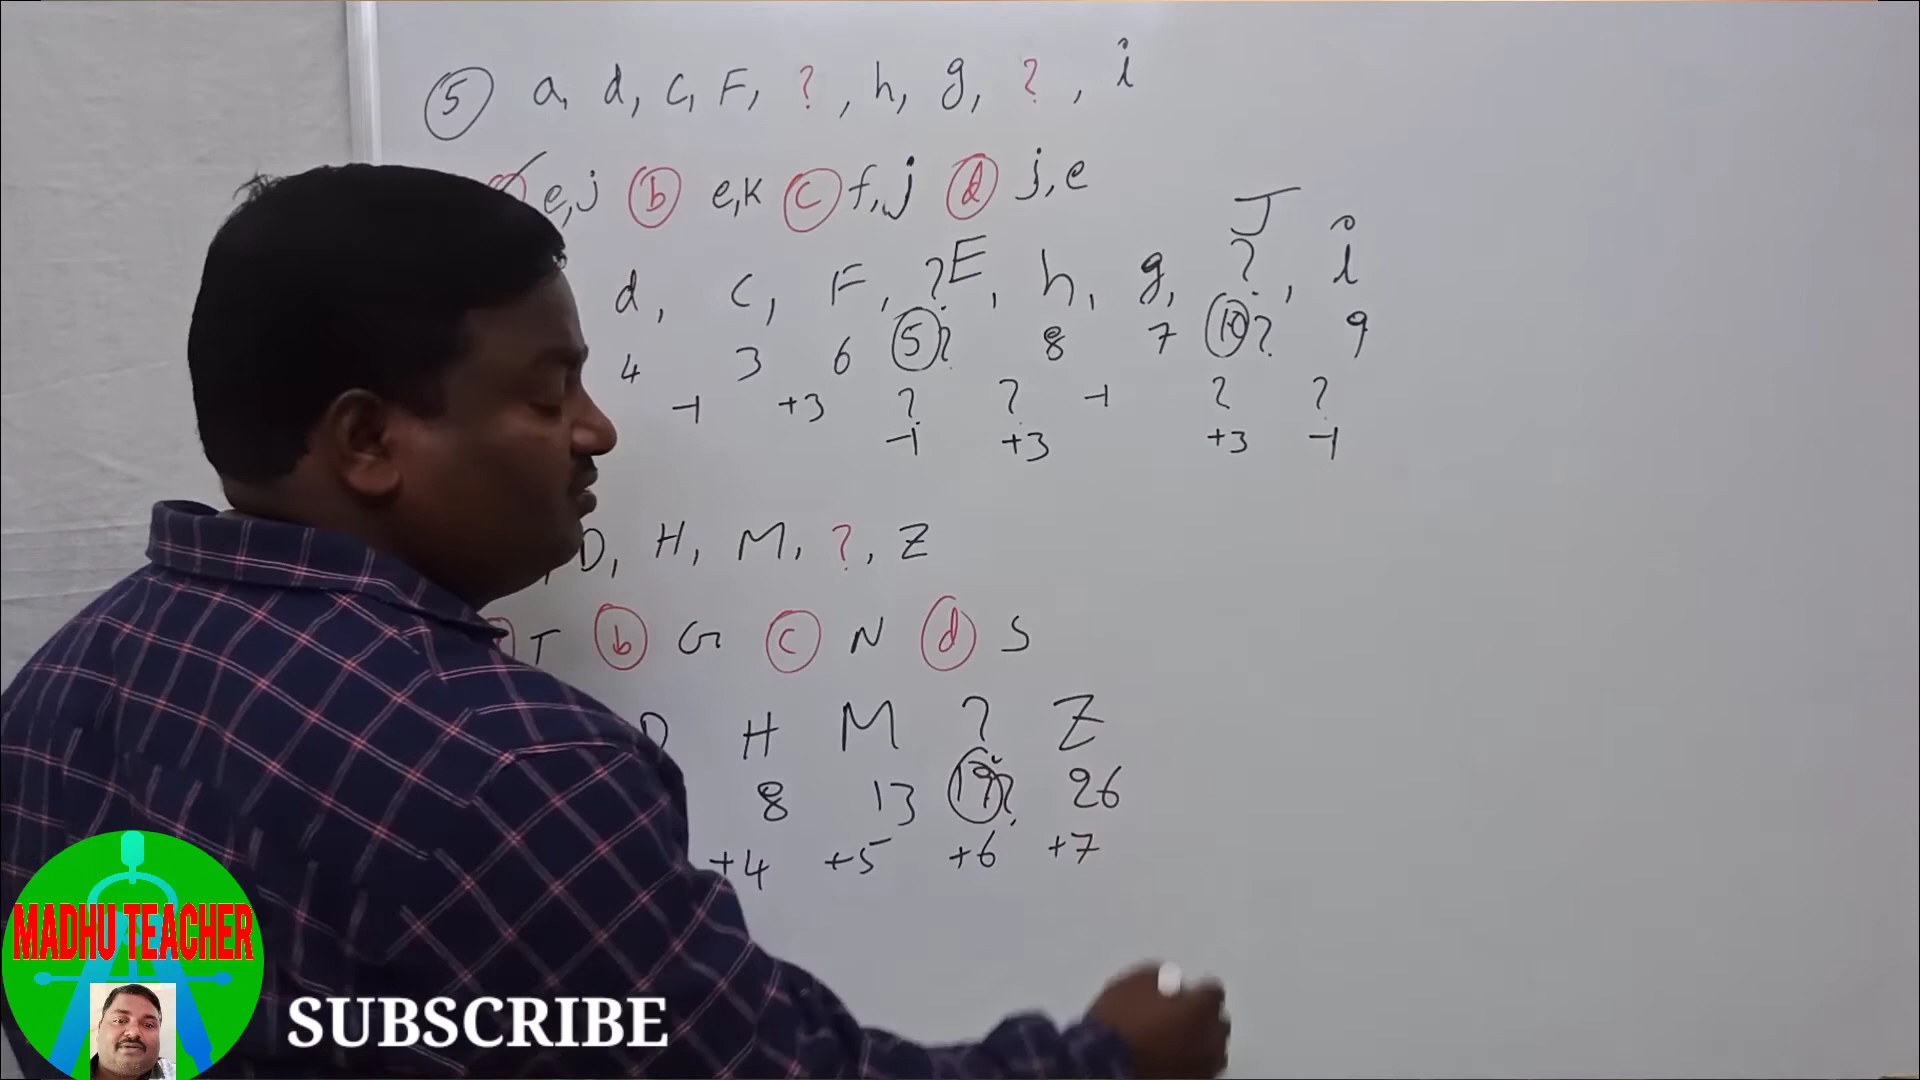 5 a, d, c, F, ?, h, g, ?, i
e,j b e,k c f,j d j,e
J
d, c, F, ?E, h, g, ?, i
4 3 6 5? 8 7 10? 9
-1 +3 ? ? -1 ? ?
-1 +3 +3 -1
D, H, M, ?, Z
T b G c N d S
D H M ? Z
8 13 19? 26
+4 +5 +6 +7
MADHU TEACHER
SUBSCRIBE